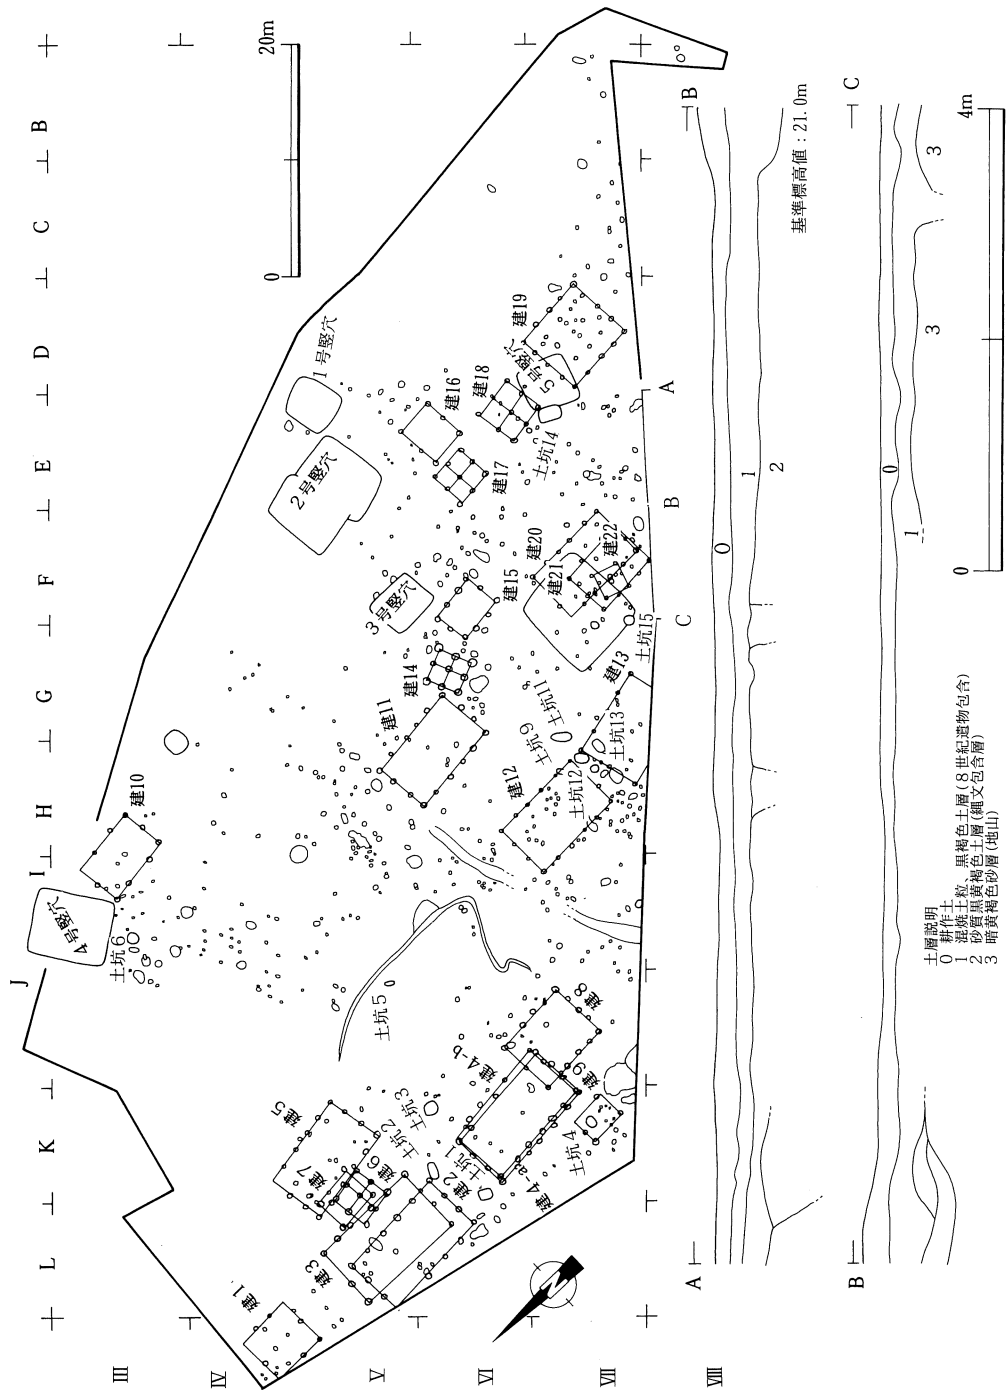 20m
0
B
C
D
E
F
G
H
I
J
K
L
III
IV
V
VI
VII
VIII
1号竪穴
2号竪穴
3号竪穴
4号竪穴
5号竪穴
建1
建2
建3
建4-a
建4-b
建5
建6
建7
建8
建9
建10
建11
建12
建13
建14
建15
建16
建17
建18
建19
建20
建21
建22
土坑1
土坑2
土坑3
土坑4
土坑5
土坑6
土坑9
土坑11
土坑12
土坑13
土坑14
土坑15
A
B
C
N
A
B
0
1
2
基準標高値：21.0m
B
C
0
1
3
3
0
4m
土層説明
0 耕作土
1 混焼土粒、黒褐色土層(8世紀遺物包含)
2 砂質黒黄褐色土層(縄文包含層)
3 暗黄褐色砂層(地山)